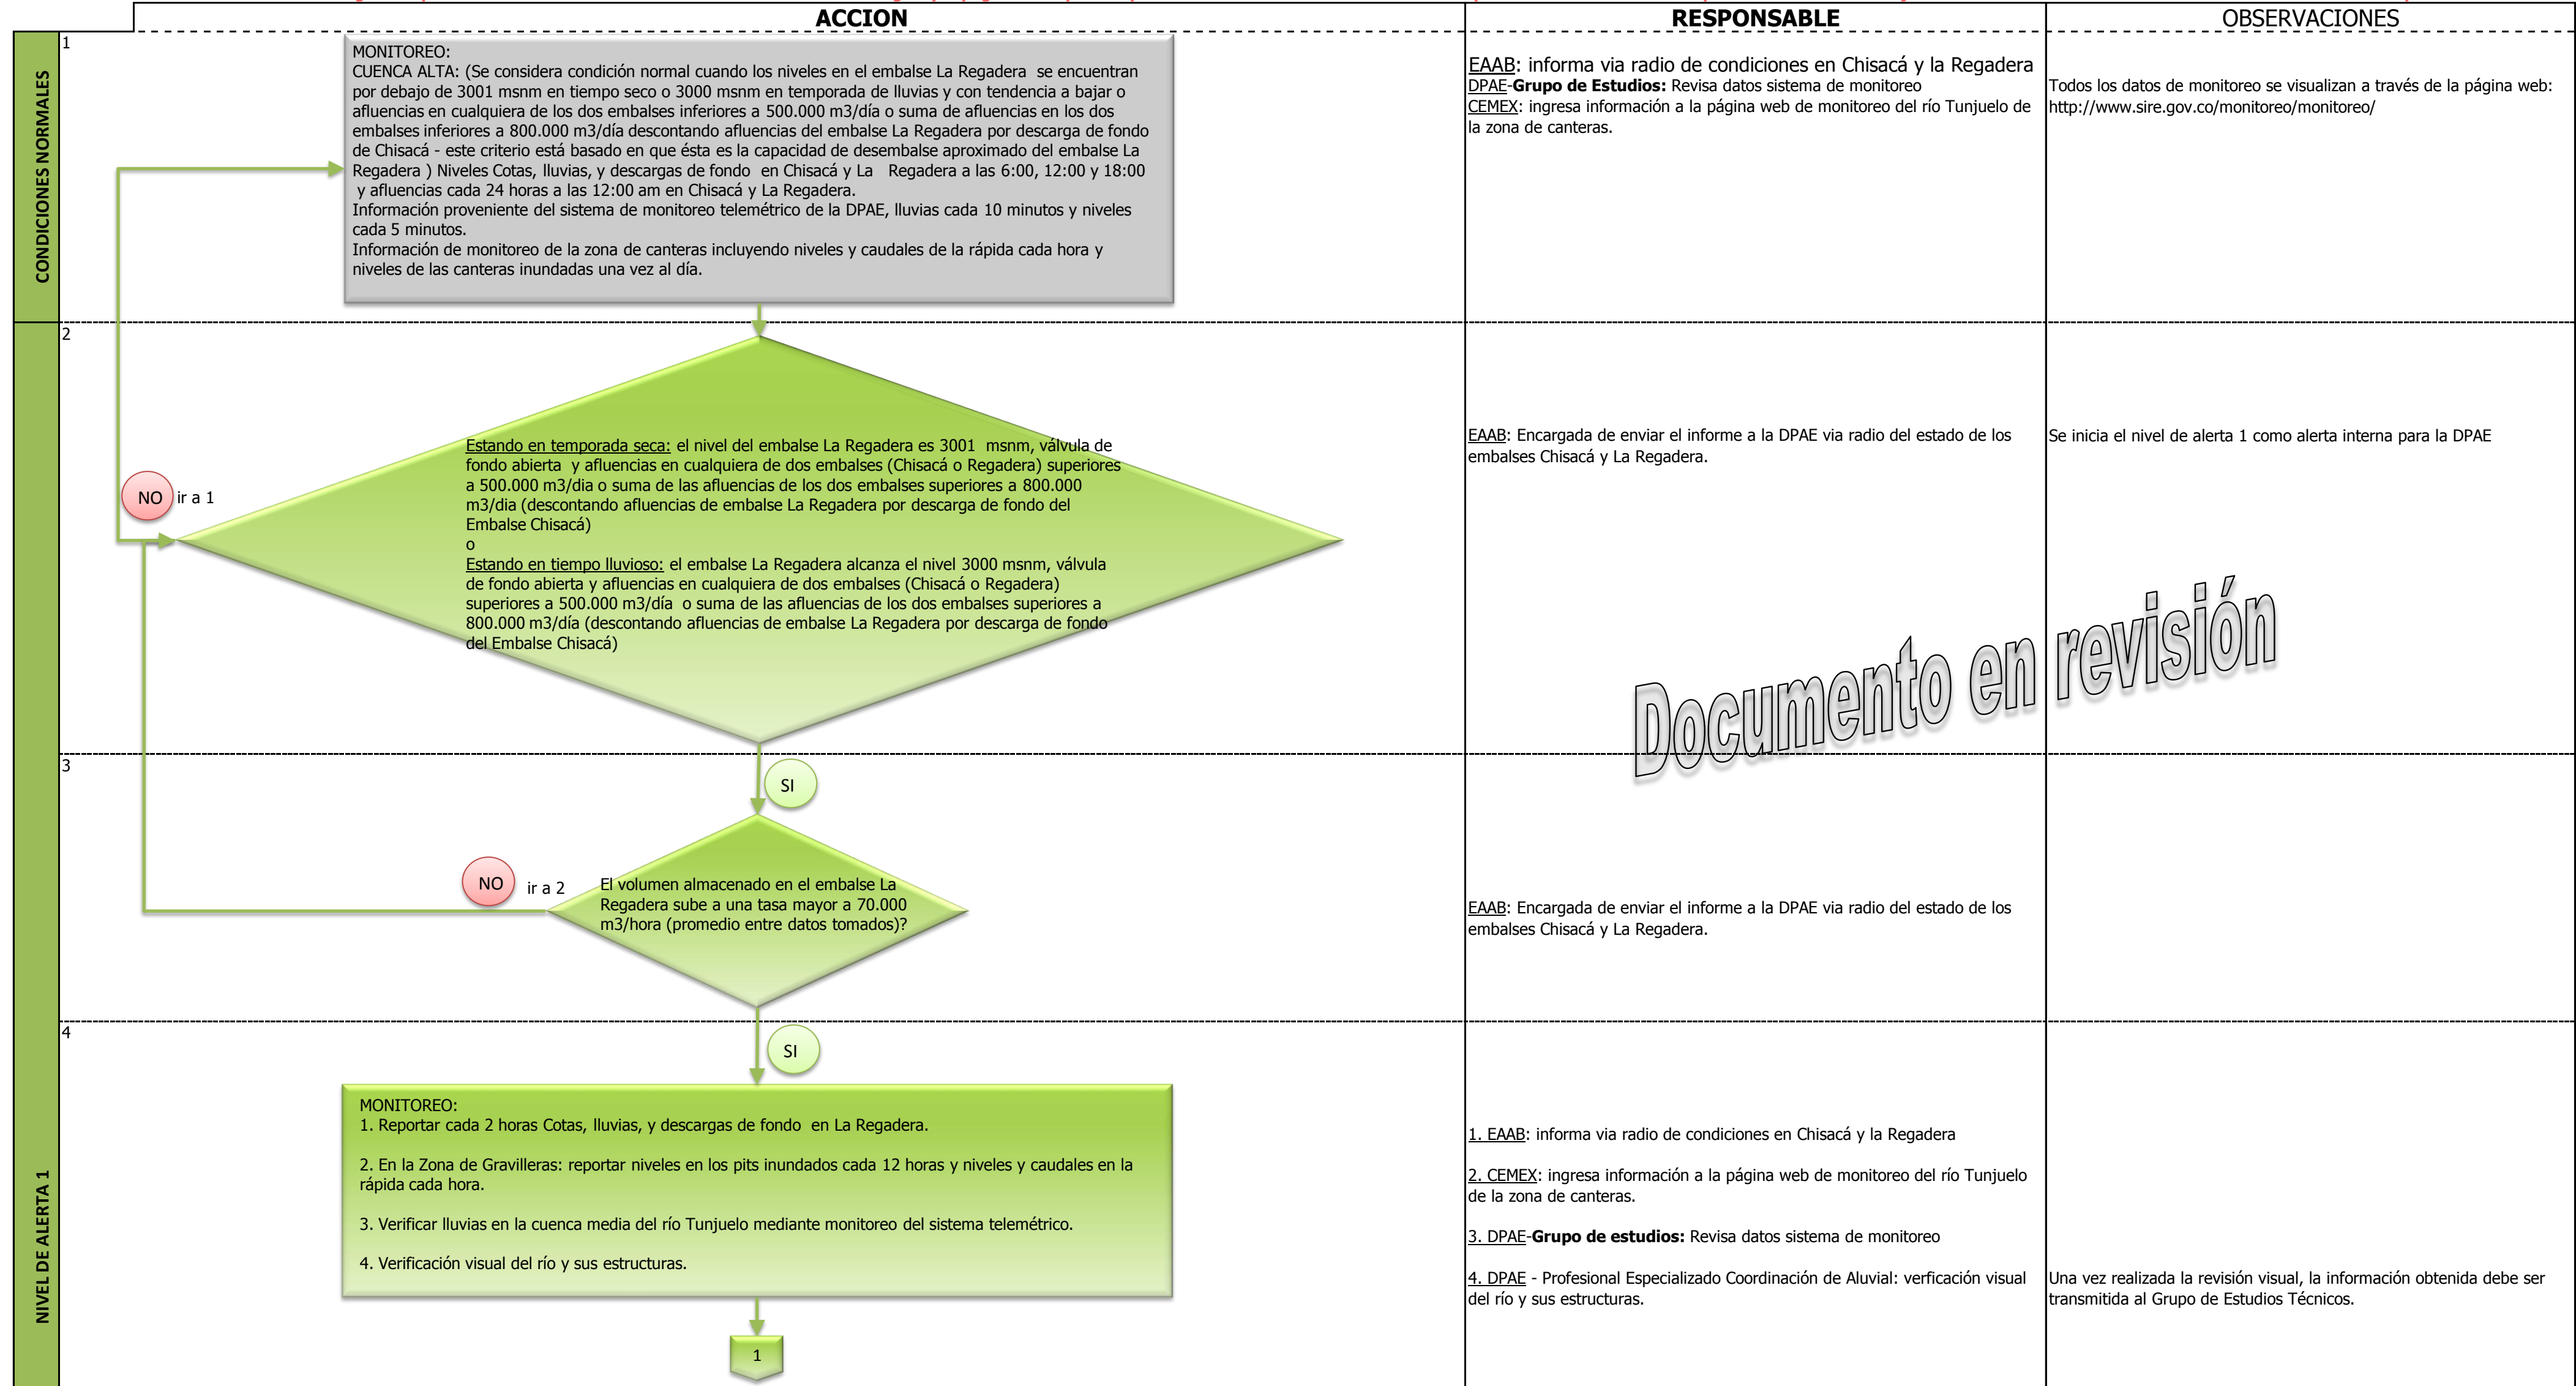 ACCION
RESPONSABLE
OBSERVACIONES
CONDICIONES NORMALES
1
MONITOREO:
CUENCA ALTA: (Se considera condición normal cuando los niveles en el embalse La Regadera se encuentran
por debajo de 3001 msnm en tiempo seco o 3000 msnm en temporada de lluvias y con tendencia a bajar o
afluencias en cualquiera de los dos embalses inferiores a 500.000 m3/día o suma de afluencias en los dos
embalses inferiores a 800.000 m3/día descontando afluencias del embalse La Regadera por descarga de fondo
de Chisacá - este criterio está basado en que ésta es la capacidad de desembalse aproximado del embalse La
Regadera ) Niveles Cotas, lluvias, y descargas de fondo en Chisacá y La Regadera a las 6:00, 12:00 y 18:00
y afluencias cada 24 horas a las 12:00 am en Chisacá y La Regadera.
Información proveniente del sistema de monitoreo telemétrico de la DPAE, lluvias cada 10 minutos y niveles
cada 5 minutos.
Información de monitoreo de la zona de canteras incluyendo niveles y caudales de la rápida cada hora y
niveles de las canteras inundadas una vez al día.
EAAB: informa via radio de condiciones en Chisacá y la Regadera
DPAE-Grupo de Estudios: Revisa datos sistema de monitoreo
CEMEX: ingresa información a la página web de monitoreo del río Tunjuelo de
la zona de canteras.
Todos los datos de monitoreo se visualizan a través de la página web:
http://www.sire.gov.co/monitoreo/monitoreo/
2
NO
ir a 1
Estando en temporada seca: el nivel del embalse La Regadera es 3001 msnm, válvula de
fondo abierta y afluencias en cualquiera de dos embalses (Chisacá o Regadera) superiores
a 500.000 m3/dia o suma de las afluencias de los dos embalses superiores a 800.000
m3/dia (descontando afluencias de embalse La Regadera por descarga de fondo del
Embalse Chisacá)
o
Estando en tiempo lluvioso: el embalse La Regadera alcanza el nivel 3000 msnm, válvula
de fondo abierta y afluencias en cualquiera de dos embalses (Chisacá o Regadera)
superiores a 500.000 m3/día o suma de las afluencias de los dos embalses superiores a
800.000 m3/día (descontando afluencias de embalse La Regadera por descarga de fondo
del Embalse Chisacá)
EAAB: Encargada de enviar el informe a la DPAE via radio del estado de los
embalses Chisacá y La Regadera.
Se inicia el nivel de alerta 1 como alerta interna para la DPAE
Documento en revisión
3
SI
NO
ir a 2
El volumen almacenado en el embalse La
Regadera sube a una tasa mayor a 70.000
m3/hora (promedio entre datos tomados)?
EAAB: Encargada de enviar el informe a la DPAE via radio del estado de los
embalses Chisacá y La Regadera.
4
SI
NIVEL DE ALERTA 1
MONITOREO:
1. Reportar cada 2 horas Cotas, lluvias, y descargas de fondo en La Regadera.
2. En la Zona de Gravilleras: reportar niveles en los pits inundados cada 12 horas y niveles y caudales en la
rápida cada hora.
3. Verificar lluvias en la cuenca media del río Tunjuelo mediante monitoreo del sistema telemétrico.
4. Verificación visual del río y sus estructuras.
1. EAAB: informa via radio de condiciones en Chisacá y la Regadera
2. CEMEX: ingresa información a la página web de monitoreo del río Tunjuelo
de la zona de canteras.
3. DPAE-Grupo de estudios: Revisa datos sistema de monitoreo
4. DPAE - Profesional Especializado Coordinación de Aluvial: verficación visual
del río y sus estructuras.
Una vez realizada la revisión visual, la información obtenida debe ser
transmitida al Grupo de Estudios Técnicos.
1